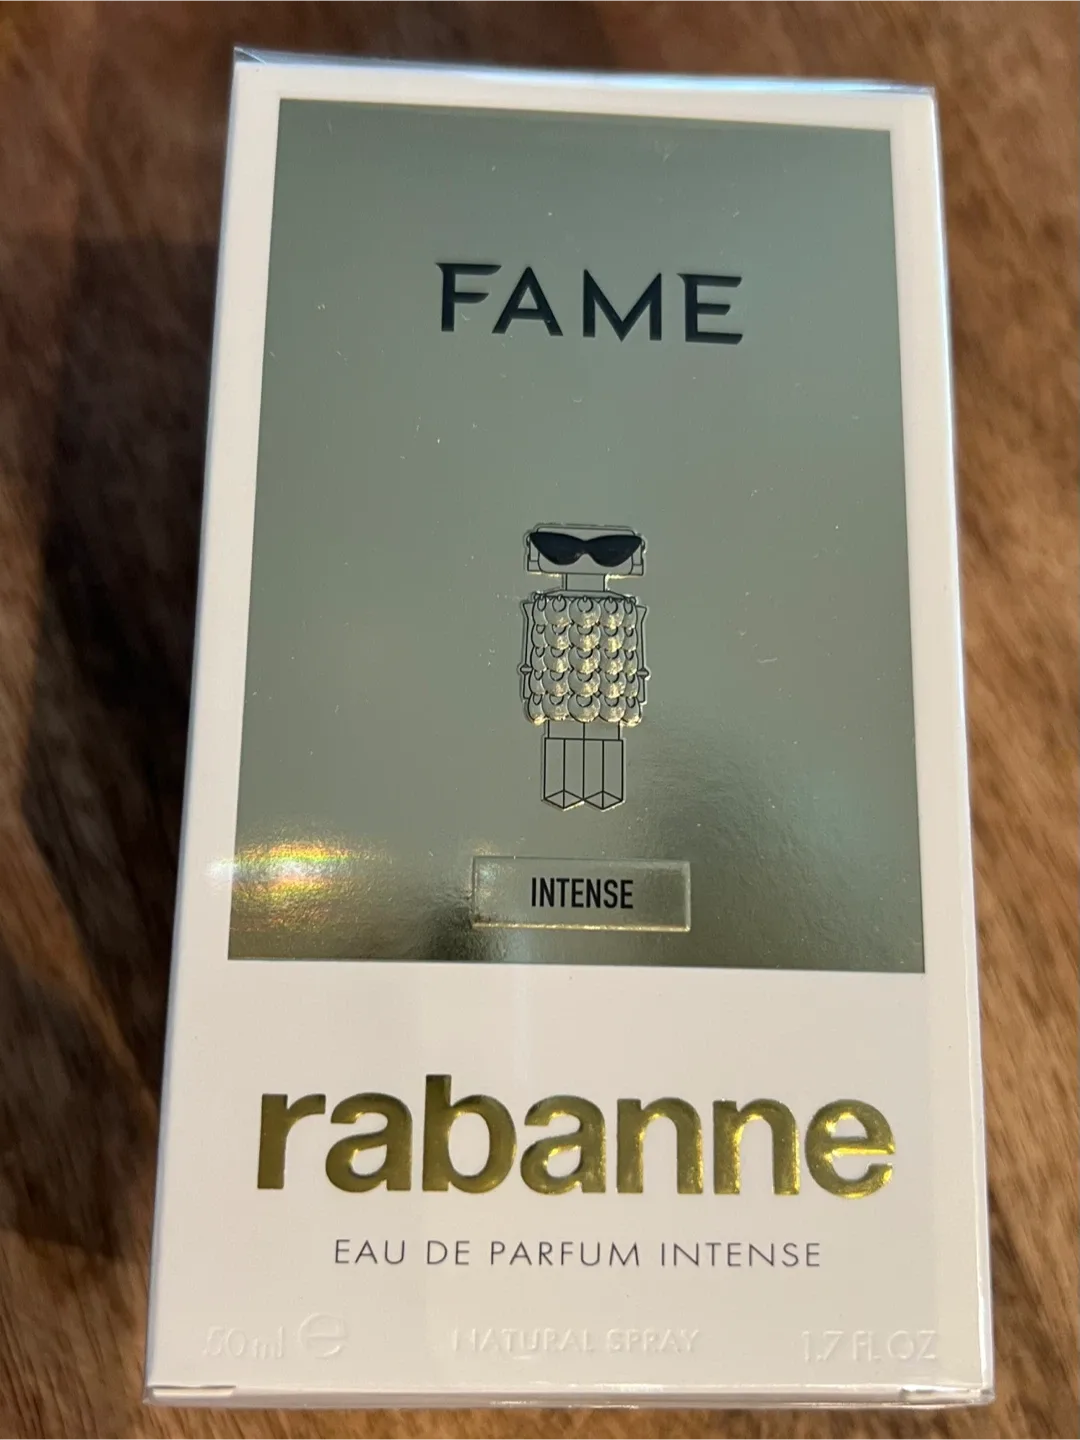 FAME
INTENSE
rabanne
EAU DE PARFUM INTENSE
50 ml ℮ NATURAL SPRAY 1.7 FL OZ